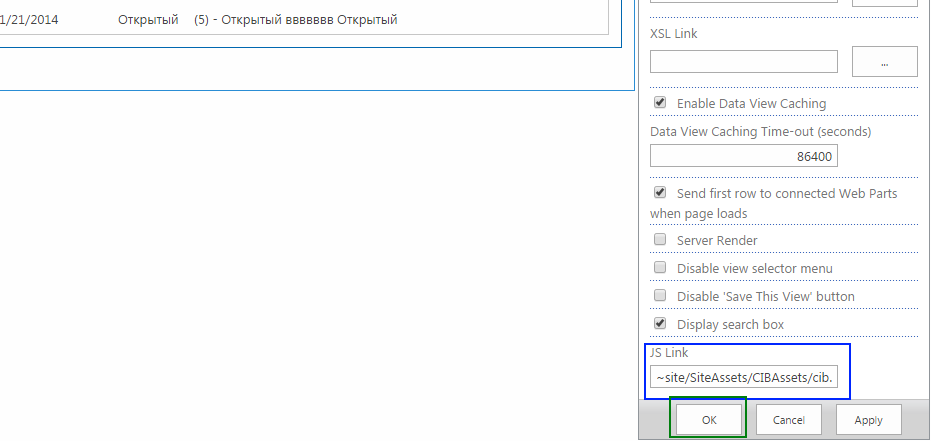 1/21/2014 Открытый (5) - Открытый ввввввв Открытый
XSL Link
...
Enable Data View Caching
Data View Caching Time-out (seconds)
86400
Send first row to connected Web Parts
when page loads
Server Render
Disable view selector menu
Disable 'Save This View' button
Display search box
JS Link
~site/SiteAssets/CIBAssets/cib.
OK Cancel Apply